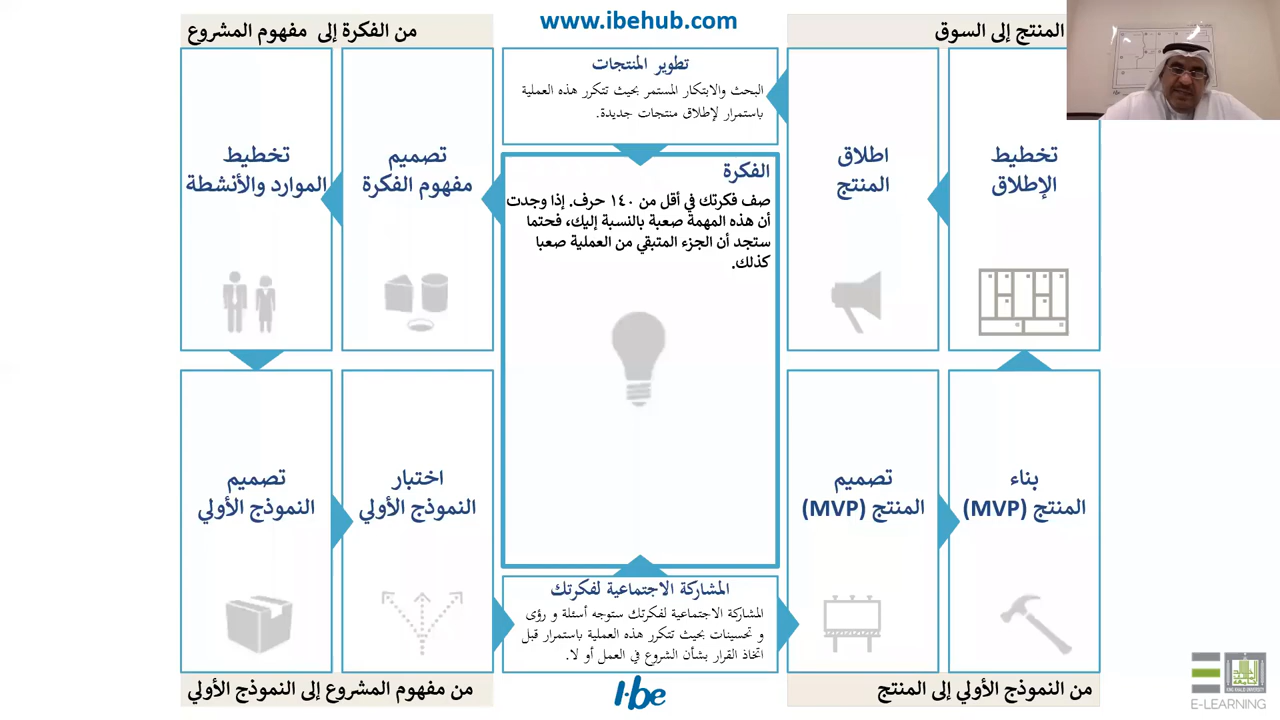 www.ibehub.com
المنتج إلى السوق
من الفكرة إلى مفهوم المشروع
تطوير المنتجات
البحث والابتكار المستمر بحيث تتكرر هذه العملية
باستمرار لإطلاق منتجات جديدة.
تخطيط
الإطلاق
اطلاق
المنتج
الفكرة
صف فكرتك في أقل من ١٤٠ حرف. إذا وجدت
أن هذه المهمة صعبة بالنسبة إليك، فحتما
ستجد أن الجزء المتبقي من العملية صعبا
كذلك.
تصميم
مفهوم الفكرة
تخطيط
الموارد والأنشطة
بناء
المنتج (MVP)
تصميم
المنتج (MVP)
اختبار
النموذج الأولي
تصميم
النموذج الأولي
المشاركة الاجتماعية لفكرتك
المشاركة الاجتماعية لفكرتك ستوجه أسئلة و رؤى
و تحسينات بحيث تتكرر هذه العملية باستمرار قبل
اتخاذ القرار بشأن الشروع في العمل أو لا.
من النموذج الأولي إلى المنتج
من مفهوم المشروع إلى النموذج الأولي
i·be
KING KHALID UNIVERSITY
E-LEARNING